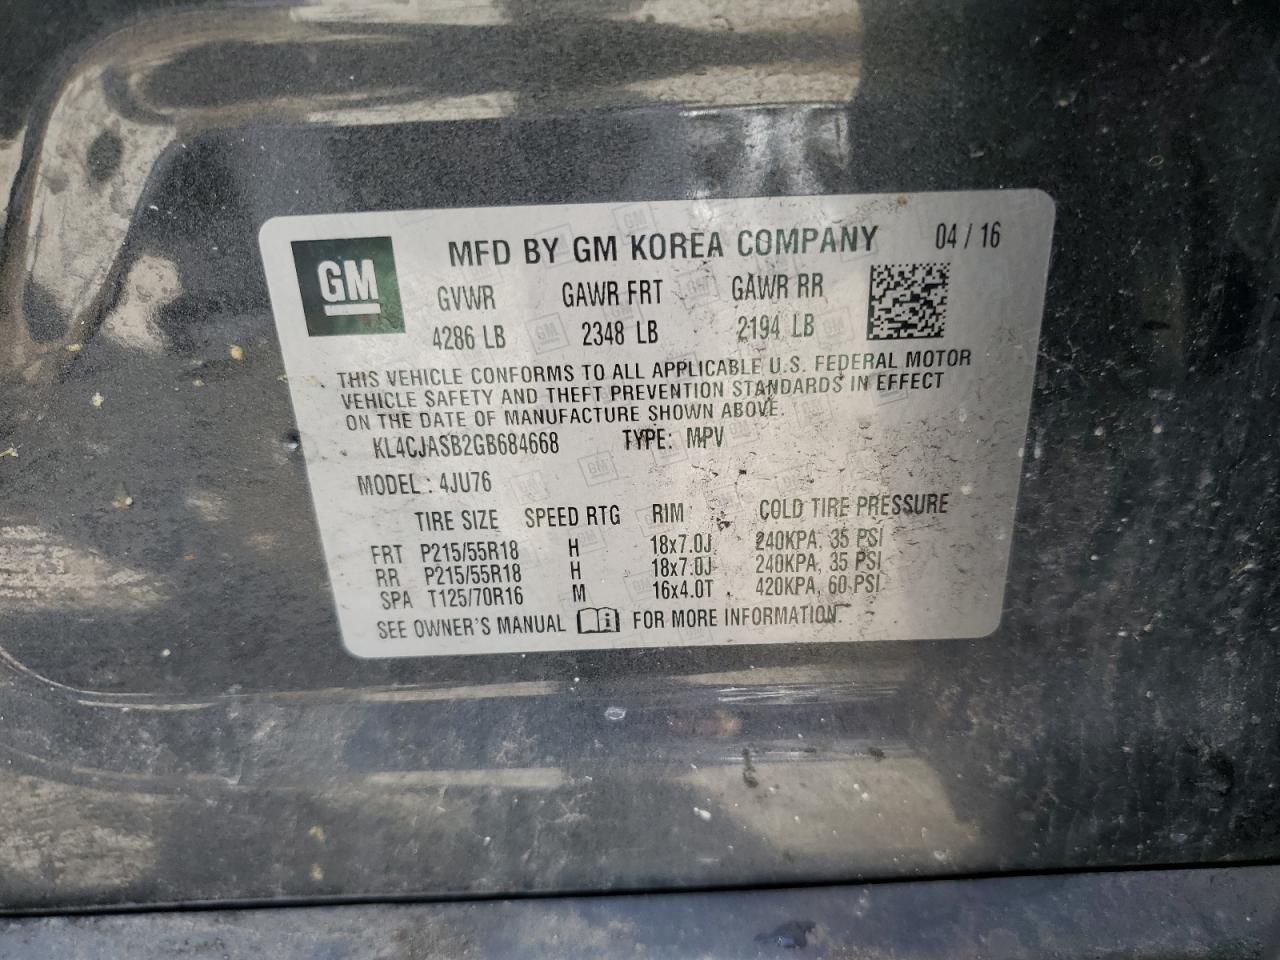 GM
MFD BY GM KOREA COMPANY 04 / 16
GVWR GAWR FRT GAWR RR
4286 LB 2348 LB 2194 LB
THIS VEHICLE CONFORMS TO ALL APPLICABLE U.S. FEDERAL MOTOR
VEHICLE SAFETY AND THEFT PREVENTION STANDARDS IN EFFECT
ON THE DATE OF MANUFACTURE SHOWN ABOVE.
KL4CJASB2GB684668 TYPE: MPV
MODEL : 4JU76
TIRE SIZE SPEED RTG RIM COLD TIRE PRESSURE
FRT P215/55R18 H 18x7.0J 240KPA, 35 PSI
RR P215/55R18 H 18x7.0J 240KPA, 35 PSI
SPA T125/70R16 M 16x4.0T 420KPA, 60 PSI
SEE OWNER'S MANUAL i FOR MORE INFORMATION.